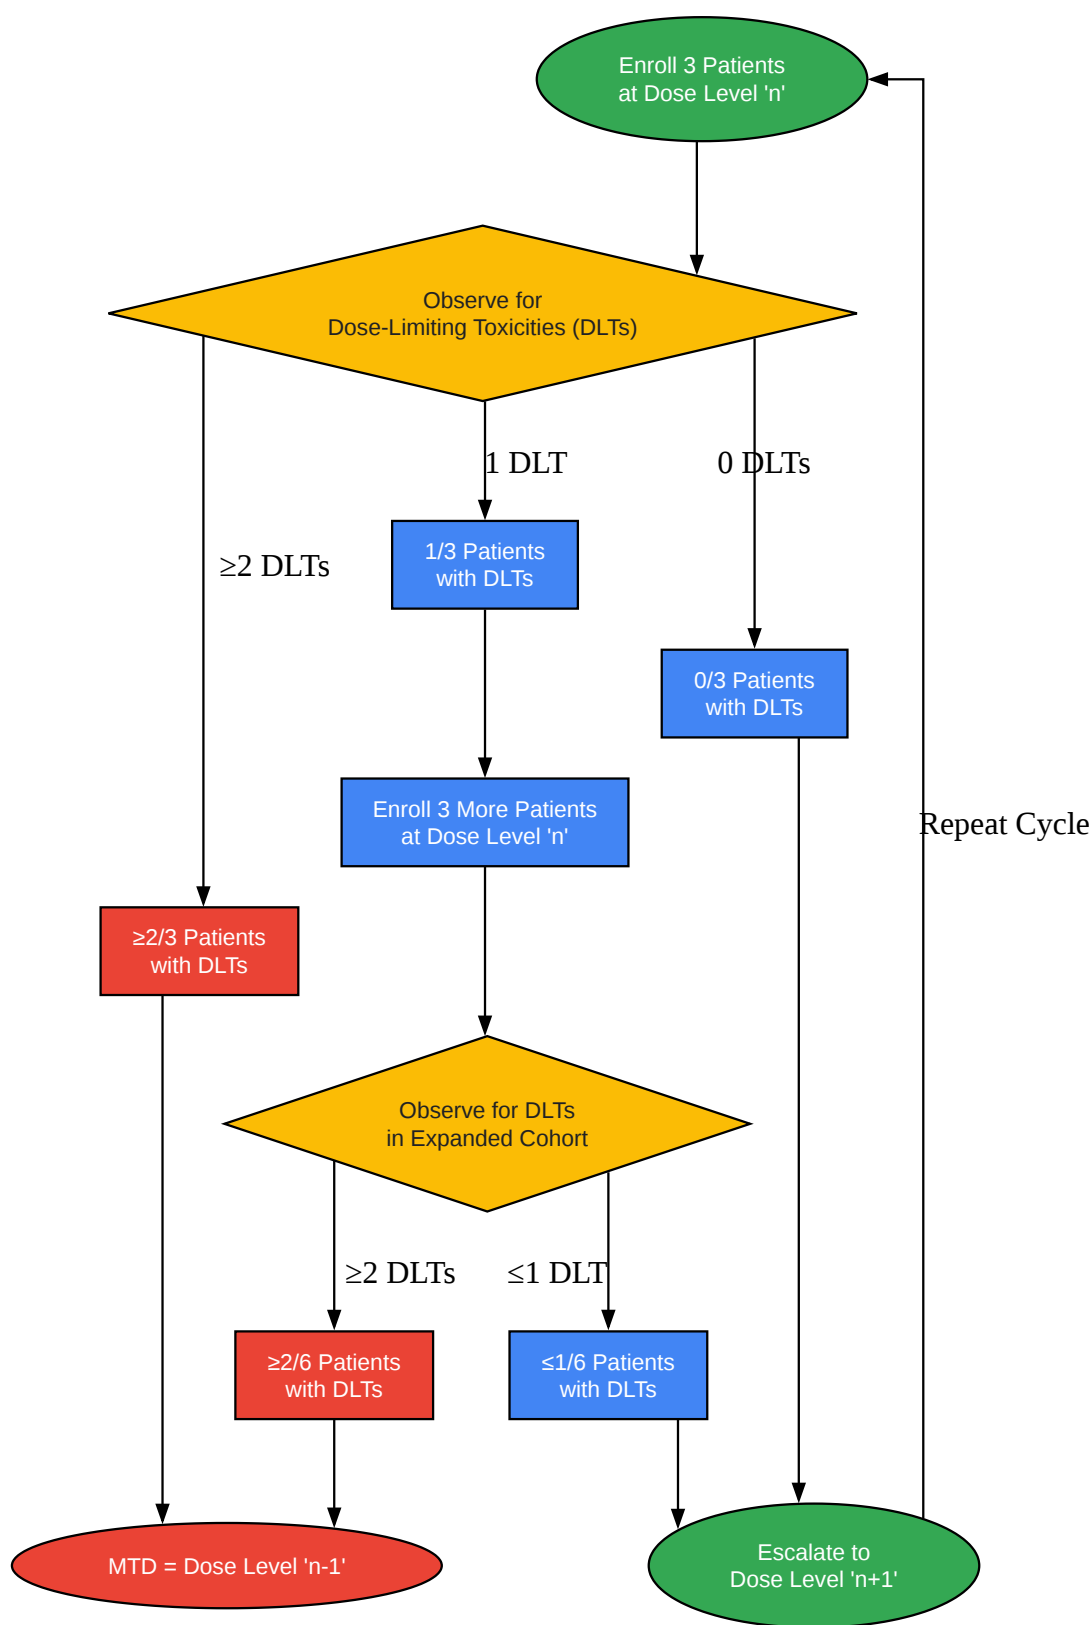 Enroll 3 Patients
at Dose Level 'n'
Observe for
Dose-Limiting Toxicities (DLTs)
1 DLT
0 DLTs
≥2 DLTs
1/3 Patients
with DLTs
0/3 Patients
with DLTs
Enroll 3 More Patients
at Dose Level 'n'
Repeat Cycle
≥2/3 Patients
with DLTs
Observe for DLTs
in Expanded Cohort
≥2 DLTs
≤1 DLT
≥2/6 Patients
with DLTs
≤1/6 Patients
with DLTs
MTD = Dose Level 'n-1'
Escalate to
Dose Level 'n+1'